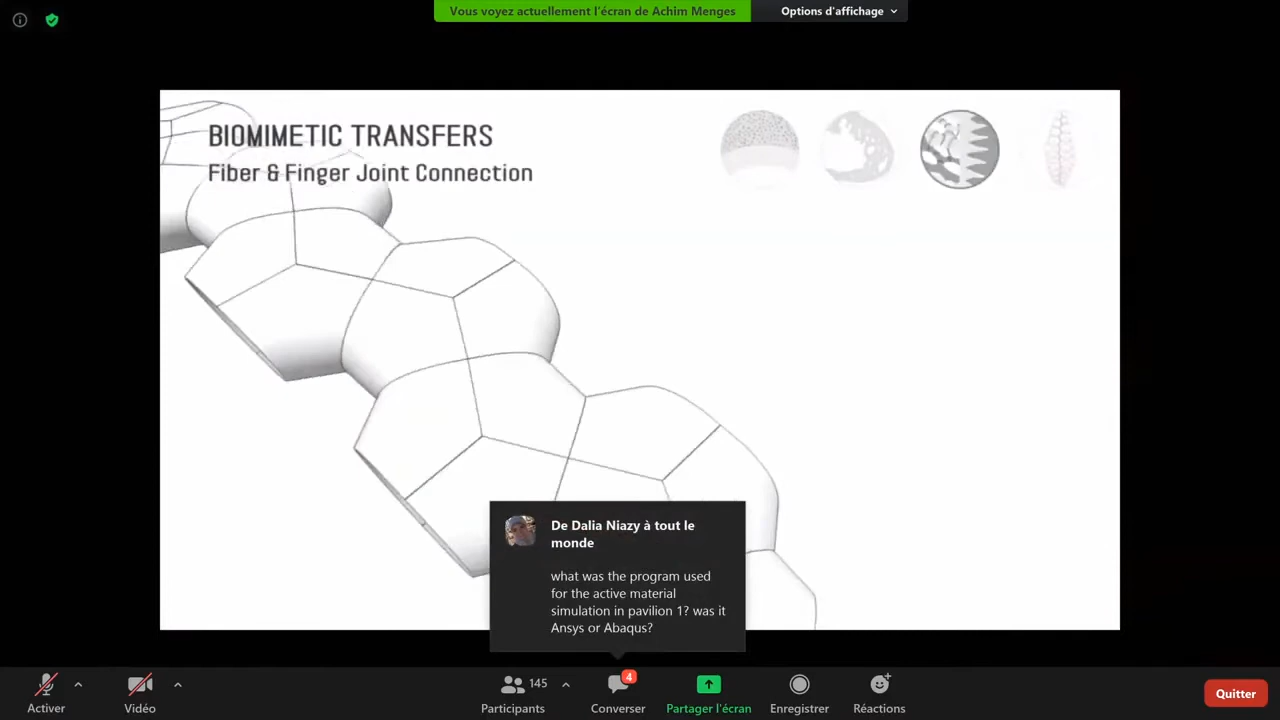 Vous voyez actuellement l'écran de Achim Menges
Options d'affichage
BIOMIMETIC TRANSFERS
Fiber & Finger Joint Connection
De Dalia Niazy à tout le
monde
what was the program used
for the active material
simulation in pavilion 1? was it
Ansys or Abaqus?
4
145
Activer
Vidéo
Participants
Converser
Partager l'écran
Enregistrer
Réactions
Quitter